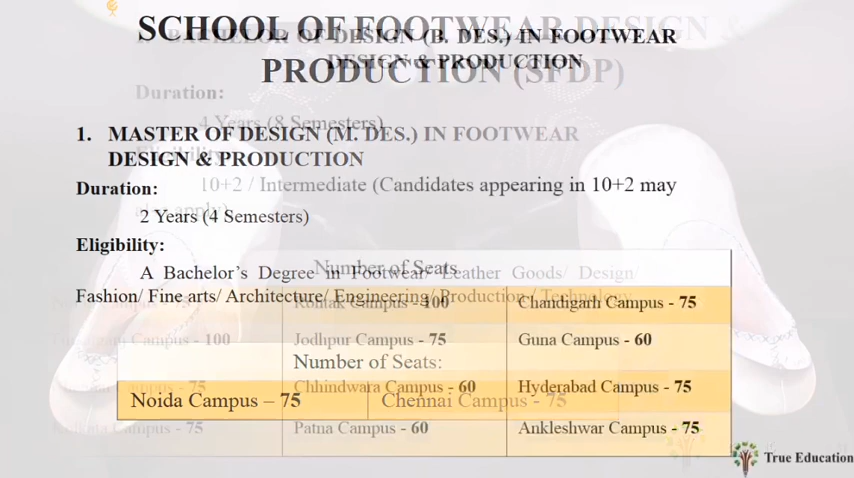 SCHOOL OF FOOTWEAR DESIGN &
PRODUCTION (SFDP)
BACHELOR OF DESIGN (B. DES.) IN FOOTWEAR
DESIGN & PRODUCTION
Duration:
4 Years (8 Semesters)
Eligibility:
10+2 / Intermediate (Candidates appearing in 10+2 may
also apply)
1. MASTER OF DESIGN (M. DES.) IN FOOTWEAR
DESIGN & PRODUCTION
Duration:
2 Years (4 Semesters)
Eligibility:
A Bachelor's Degree in Footwear/ Leather Goods/ Design/
Fashion/ Fine arts/ Architecture/ Engineering/ Production / Technology
Number of Seats
Rohtak Campus - 100 Chandigarh Campus - 75
Campus - 100 Jodhpur Campus - 75 Guna Campus - 60
75 Chhindwara Campus - 60 Hyderabad Campus - 75
Campus - 75 Patna Campus - 60 Ankleshwar Campus - 75
Number of Seats:
Noida Campus – 75 Chennai Campus - 75
True Education